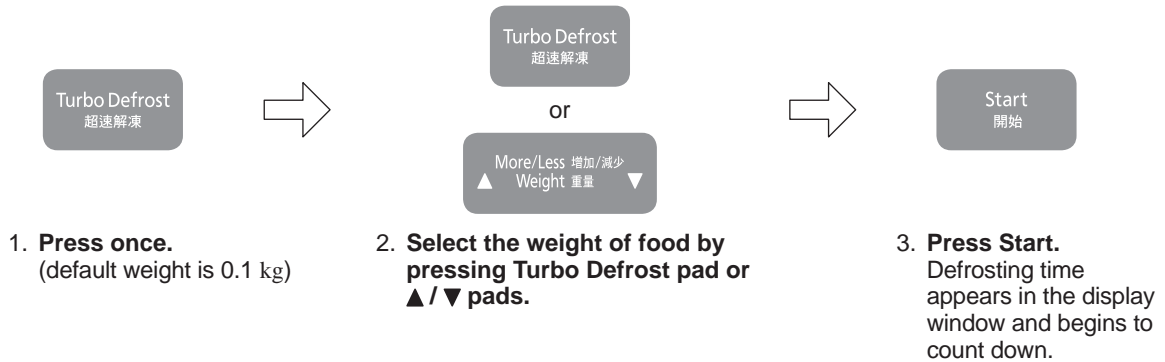 Turbo Defrost
超速解凍
Turbo Defrost
超速解凍
or
More/Less 增加/減少
▲ Weight 重量 ▼
Start
開始
1. Press once.
(default weight is 0.1 kg)
2. Select the weight of food by
pressing Turbo Defrost pad or
▲ / ▼ pads.
3. Press Start.
Defrosting time
appears in the display
window and begins to
count down.